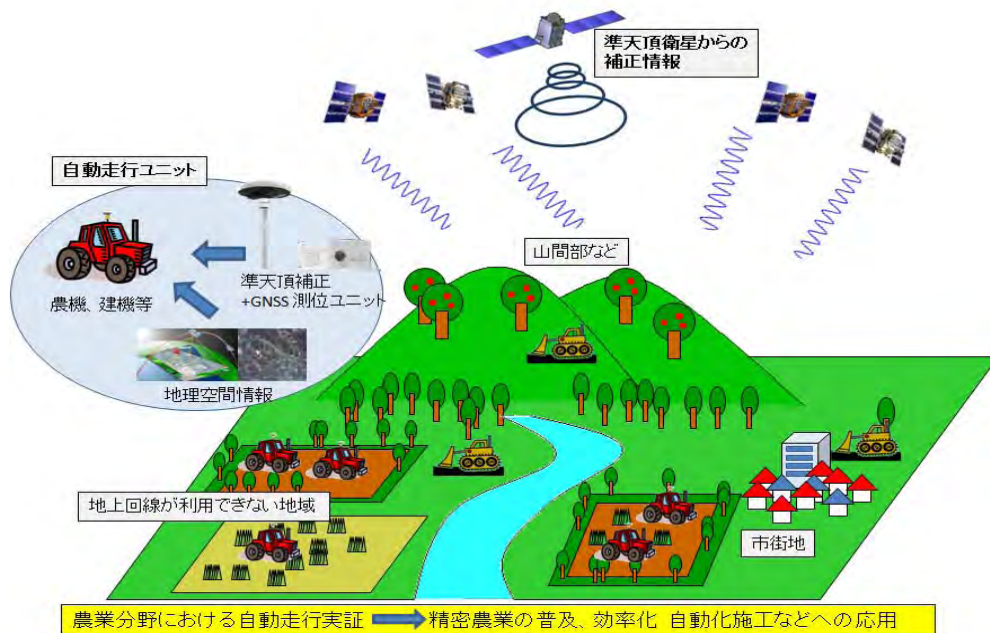 準天頂衛星からの
補正情報
自動走行ユニット
山間部など
農機、建機等
準天頂補正
+GNSS 測位ユニット
地理空間情報
地上回線が利用できない地域
市街地
農業分野における自動走行実証
精密農業の普及、効率化 自動化施工などへの応用